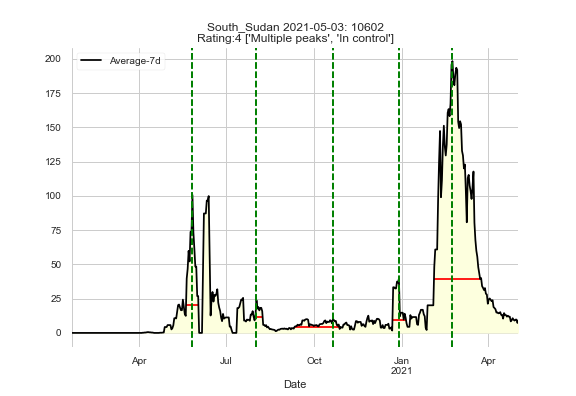 South_Sudan 2021-05-03: 10602
Rating:4 ['Multiple peaks', 'In control']
Average-7d
200
175
150
125
100
75
50
25
0
Apr Jul Oct Jan Apr
2021
Date